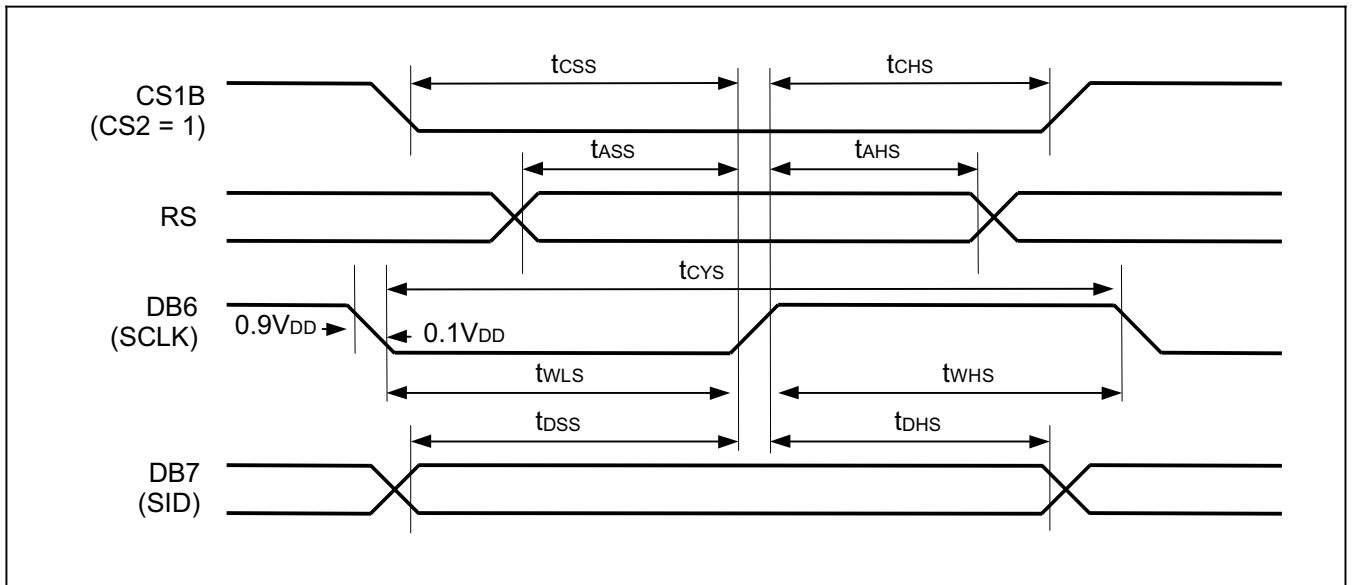 tCSS
tCHS
CS1B
(CS2 = 1)
tASS
tAHS
RS
tCYS
DB6
(SCLK)
0.9VDD
0.1VDD
tWLS
tWHS
tDSS
tDHS
DB7
(SID)